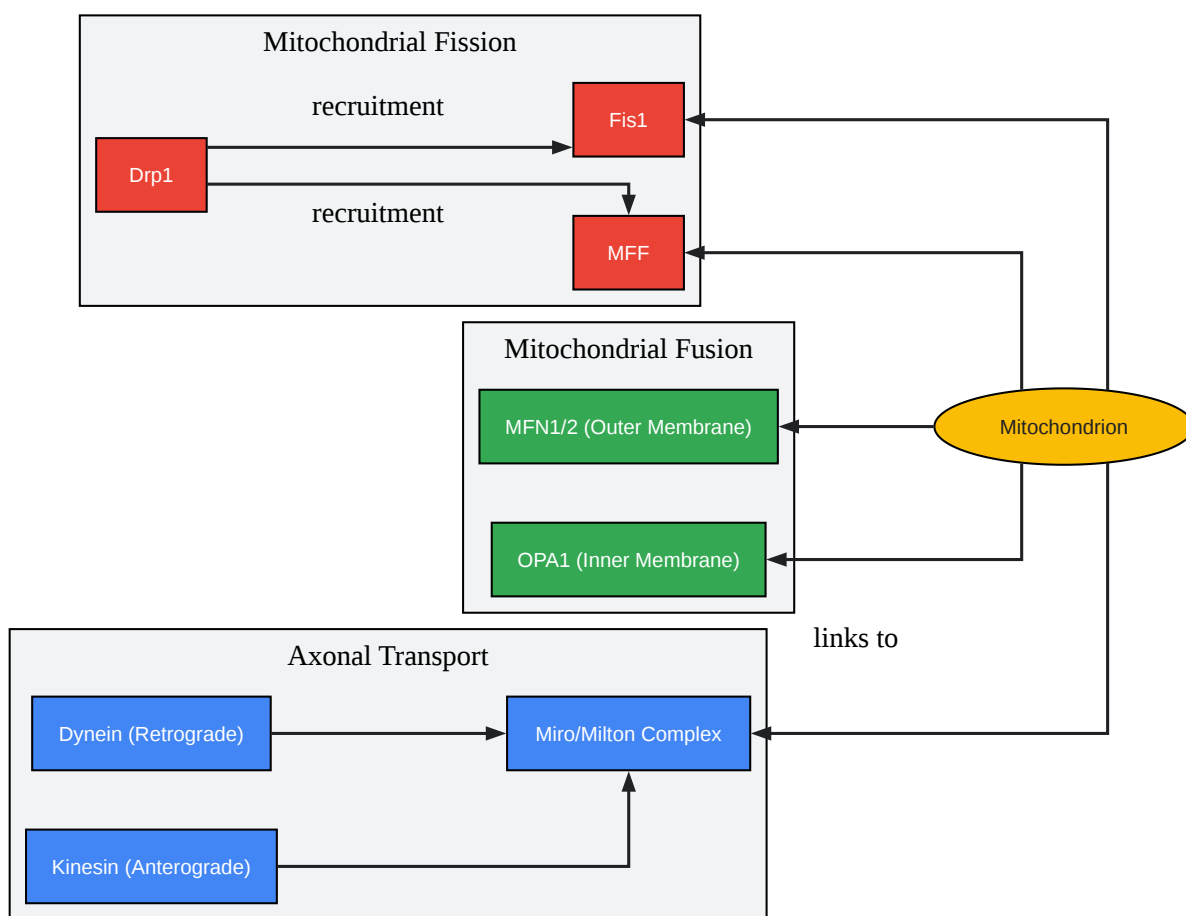 Mitochondrial Fission
recruitment
Fis1
Drp1
recruitment
MFF
Mitochondrial Fusion
MFN1/2 (Outer Membrane)
Mitochondrion
OPA1 (Inner Membrane)
links to
Axonal Transport
Dynein (Retrograde)
Miro/Milton Complex
Kinesin (Anterograde)